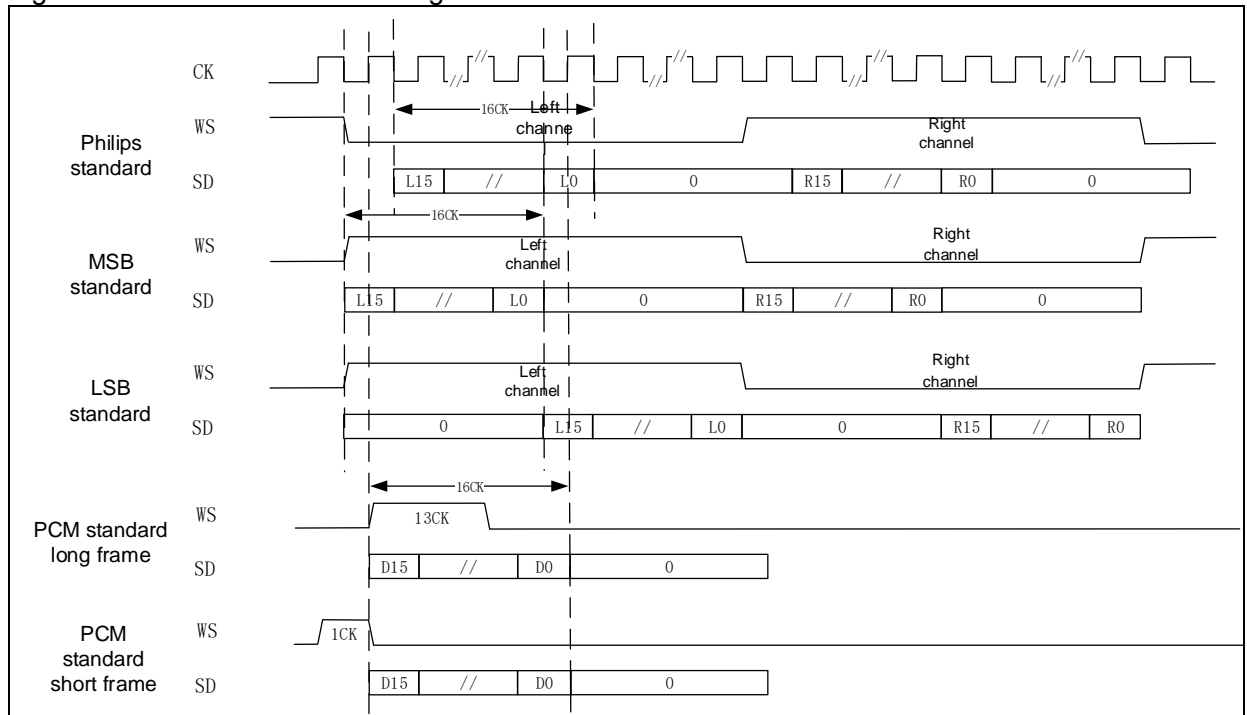 CK
// // // // // // // //
16CK
Philips
standard
WS
Left
channe
Right
channel
SD
L15 // L0 0 R15 // R0 0
16CK
MSB
standard
WS
Left
channel
Right
channel
SD
L15 // L0 0 R15 // R0 0
LSB
standard
WS
Left
channel
Right
channel
SD
0 L15 // L0 0 R15 // R0
16CK
PCM standard
long frame
WS
13CK
SD
D15 // D0 0
PCM
standard
short frame
WS
1CK
SD
D15 // D0 0